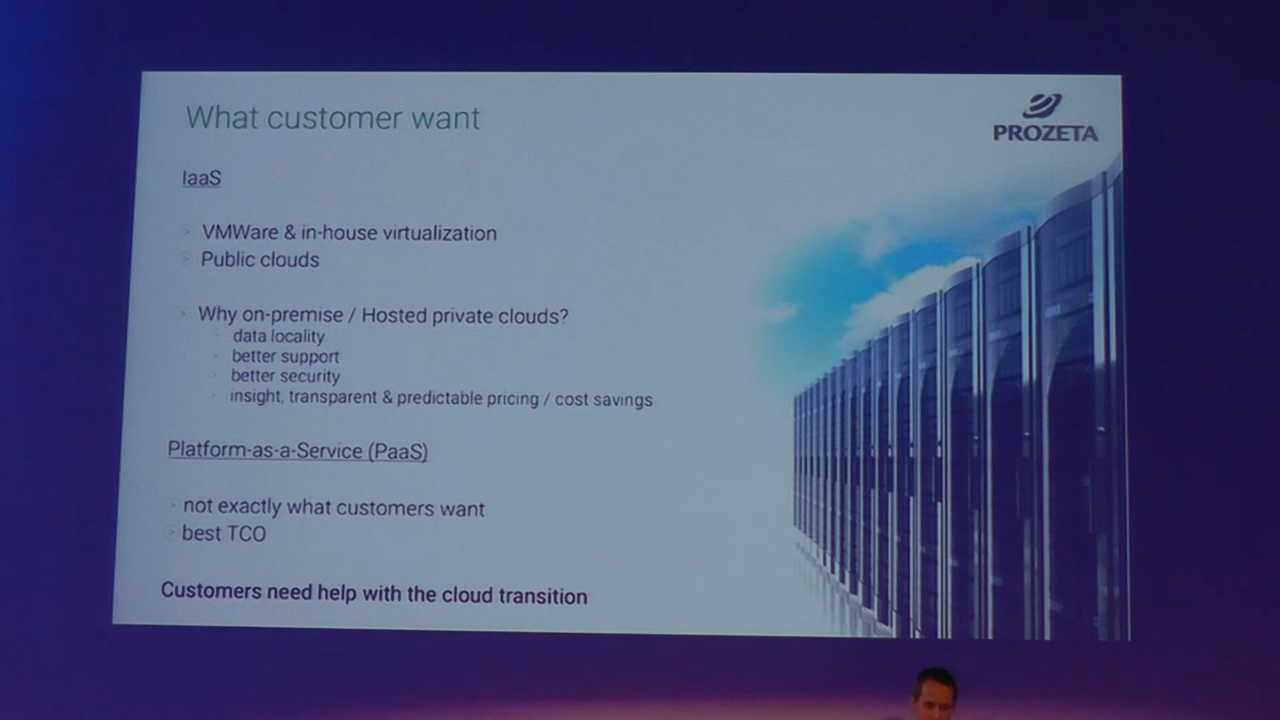 What customer want
PROZETA
IaaS
VMWare & in-house virtualization
Public clouds
Why on-premise / Hosted private clouds?
data locality
better support
better security
insight, transparent & predictable pricing / cost savings
Platform-as-a-Service (PaaS)
not exactly what customers want
best TCO
Customers need help with the cloud transition